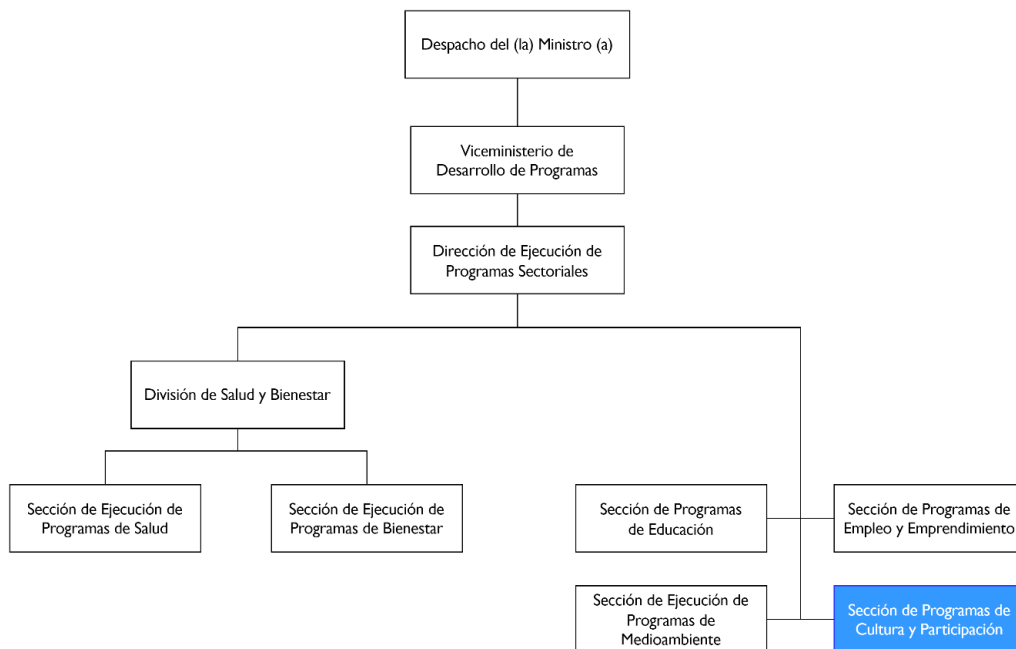 Despacho del (la) Ministro (a)
Viceministerio de
Desarrollo de Programas
Dirección de Ejecución de
Programas Sectoriales
División de Salud y Bienestar
Sección de Ejecución de
Programas de Salud
Sección de Ejecución de
Programas de Bienestar
Sección de Programas
de Educación
Sección de Programas de
Empleo y Emprendimiento
Sección de Ejecución de
Programas de
Medioambiente
Sección de Programas de
Cultura y Participación